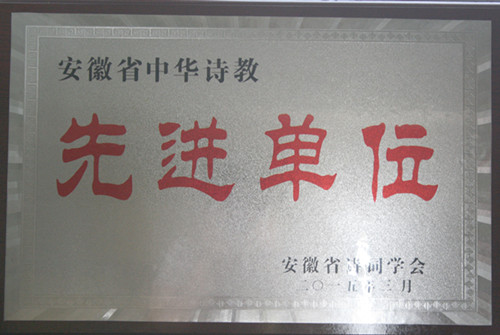 安徽省中华诗教
先进单位
安徽省诗词学会
二〇一五年三月